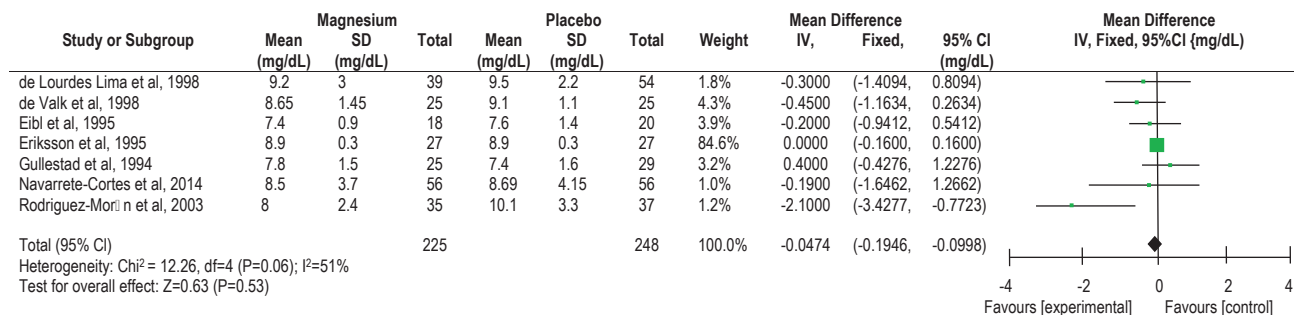 Magnesium Placebo Mean Difference Mean Difference
Study or Subgroup Mean SD Total Mean SD Total Weight IV, Fixed, 95% CI IV, Fixed, 95%CI {mg/dL)
(mg/dL) (mg/dL) (mg/dL) (mg/dL) (mg/dL)
de Lourdes Lima et al, 1998 9.2 3 39 9.5 2.2 54 1.8% -0.3000 (-1.4094, 0.8094)
de Valk et al, 1998 8.65 1.45 25 9.1 1.1 25 4.3% -0.4500 (-1.1634, 0.2634)
Eibl et al, 1995 7.4 0.9 18 7.6 1.4 20 3.9% -0.2000 (-0.9412, 0.5412)
Eriksson et al, 1995 8.9 0.3 27 8.9 0.3 27 84.6% 0.0000 (-0.1600, 0.1600)
Gullestad et al, 1994 7.8 1.5 25 7.4 1.6 29 3.2% 0.4000 (-0.4276, 1.2276)
Navarrete-Cortes et al, 2014 8.5 3.7 56 8.69 4.15 56 1.0% -0.1900 (-1.6462, 1.2662)
et al, 2003 8 2.4 35 10.1 3.3 37 1.2% -2.1000 (-3.4277, -0.7723)
Total (95% CI) 225 248 100.0% -0.0474 (-0.1946, -0.0998)
Heterogeneity: Chi² = 12.26, df=4 (P=0.06); I²=51%
Test for overall effect: Z=0.63 (P=0.53)
-4 -2 0 2 4
Favours [experimental] Favours [control]